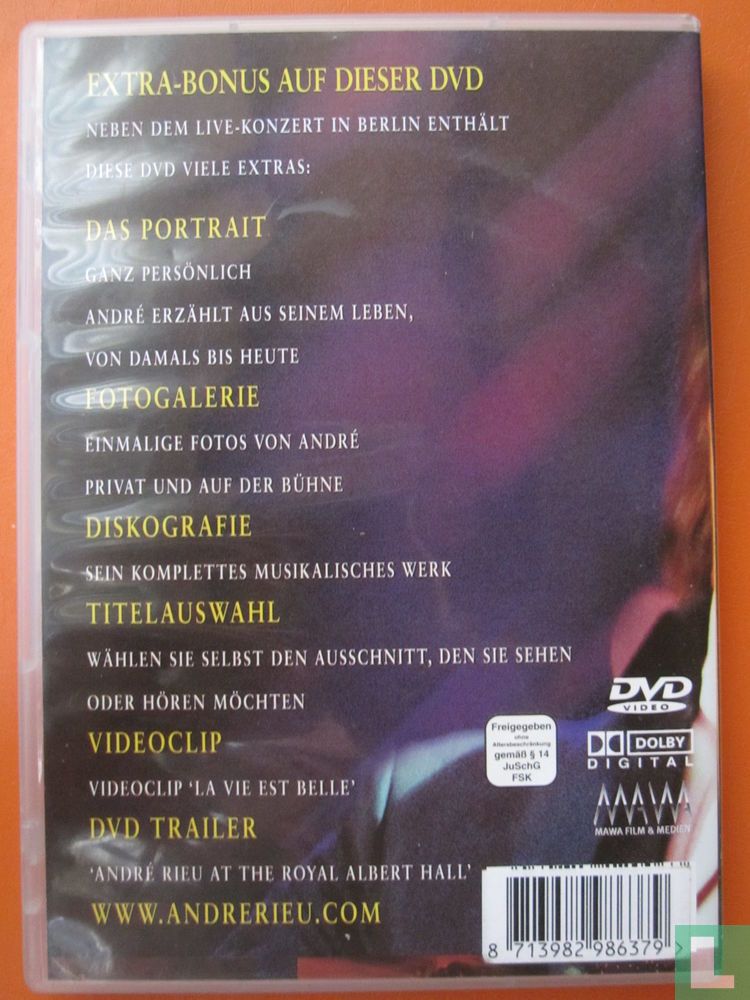 EXTRA-BONUS AUF DIESER DVD
NEBEN DEM LIVE-KONZERT IN BERLIN ENTHÄLT
DIESE DVD VIELE EXTRAS:
DAS PORTRAIT
GANZ PERSÖNLICH
ANDRÉ ERZÄHLT AUS SEINEM LEBEN,
VON DAMALS BIS HEUTE
FOTOGALERIE
EINMALIGE FOTOS VON ANDRÉ
PRIVAT UND AUF DER BÜHNE
DISKOGRAFIE
SEIN KOMPLETTES MUSIKALISCHES WERK
TITELAUSWAHL
WÄHLEN SIE SELBST DEN AUSSCHNITT, DEN SIE SEHEN
ODER HÖREN MÖCHTEN
VIDEOCLIP
VIDEOCLIP ‘LA VIE EST BELLE’
DVD TRAILER
‘ANDRÉ RIEU AT THE ROYAL ALBERT HALL’
WWW.ANDRERIEU.COM
Freigegeben
ohne
Altersbeschränkung
gemäß § 14
JuSchG
FSK
DVD
VIDEO
DOLBY
DIGITAL
MAWA
MAWA FILM & MEDIEN
8 713982 986379 >
L